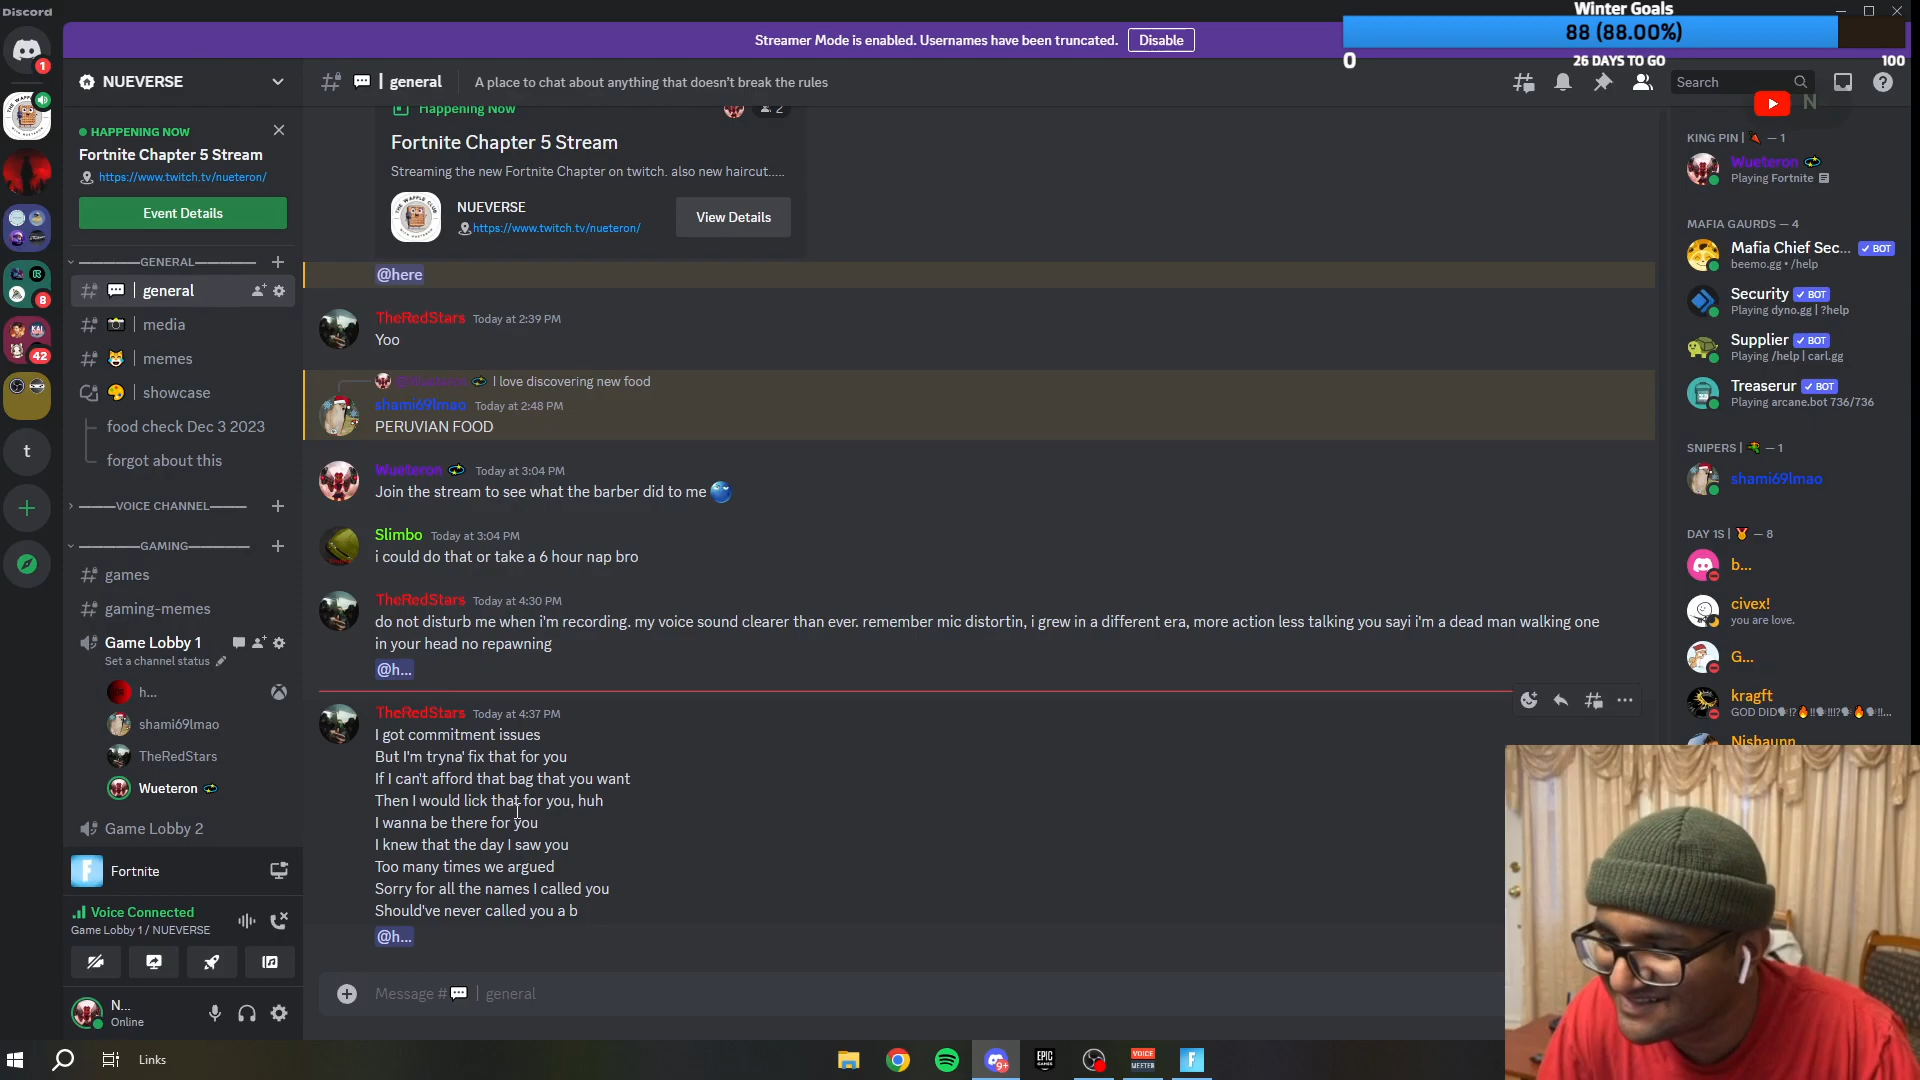 Discord
Winter Goals
88 (88.00%)
0
26 DAYS TO GO
100
Streamer Mode is enabled. Usernames have been truncated.
Disable
1
8
42
t
NUEVERSE
HAPPENING NOW
Fortnite Chapter 5 Stream
https://www.twitch.tv/nueteron/
Event Details
GENERAL
general
media
memes
showcase
food check Dec 3 2023
forgot about this
VOICE CHANNEL
GAMING
games
gaming-memes
Game Lobby 1
Set a channel status
h...
shami69lmao
TheRedStars
Wueteron
Game Lobby 2
Fortnite
Voice Connected
Game Lobby 1 / NUEVERSE
N...
Online
general
A place to chat about anything that doesn't break the rules
Search
N
Happening Now
2
Fortnite Chapter 5 Stream
Streaming the new Fortnite Chapter on twitch. also new haircut.....
NUEVERSE
https://www.twitch.tv/nueteron/
View Details
@here
TheRedStars Today at 2:39 PM
Yoo
@Wueteron I love discovering new food
shami69lmao Today at 2:48 PM
PERUVIAN FOOD
Wueteron Today at 3:04 PM
Join the stream to see what the barber did to me
Slimbo Today at 3:04 PM
i could do that or take a 6 hour nap bro
TheRedStars Today at 4:30 PM
do not disturb me when i'm recording. my voice sound clearer than ever. remember mic distortin, i grew in a different era, more action less talking you sayi i'm a dead man walking one
in your head no repawning
@h...
TheRedStars Today at 4:37 PM
I got commitment issues
But I'm tryna' fix that for you
If I can't afford that bag that you want
Then I would lick that for you, huh
I wanna be there for you
I knew that the day I saw you
Too many times we argued
Sorry for all the names I called you
Should've never called you a b
@h...
Message # | general
KING PIN | — 1
Wueteron
Playing Fortnite
MAFIA GAURDS — 4
Mafia Chief Sec... BOT
beemo.gg • /help
Security BOT
Playing dyno.gg | ?help
Supplier BOT
Playing /help | carl.gg
Treaserur BOT
Playing arcane.bot 736/736
SNIPERS | — 1
shami69lmao
DAY 1S | — 8
b...
civex!
you are love.
G...
kragft
GOD DID
Nishaunn
Links
9+
EPIC GAMES
VOICE MEETER